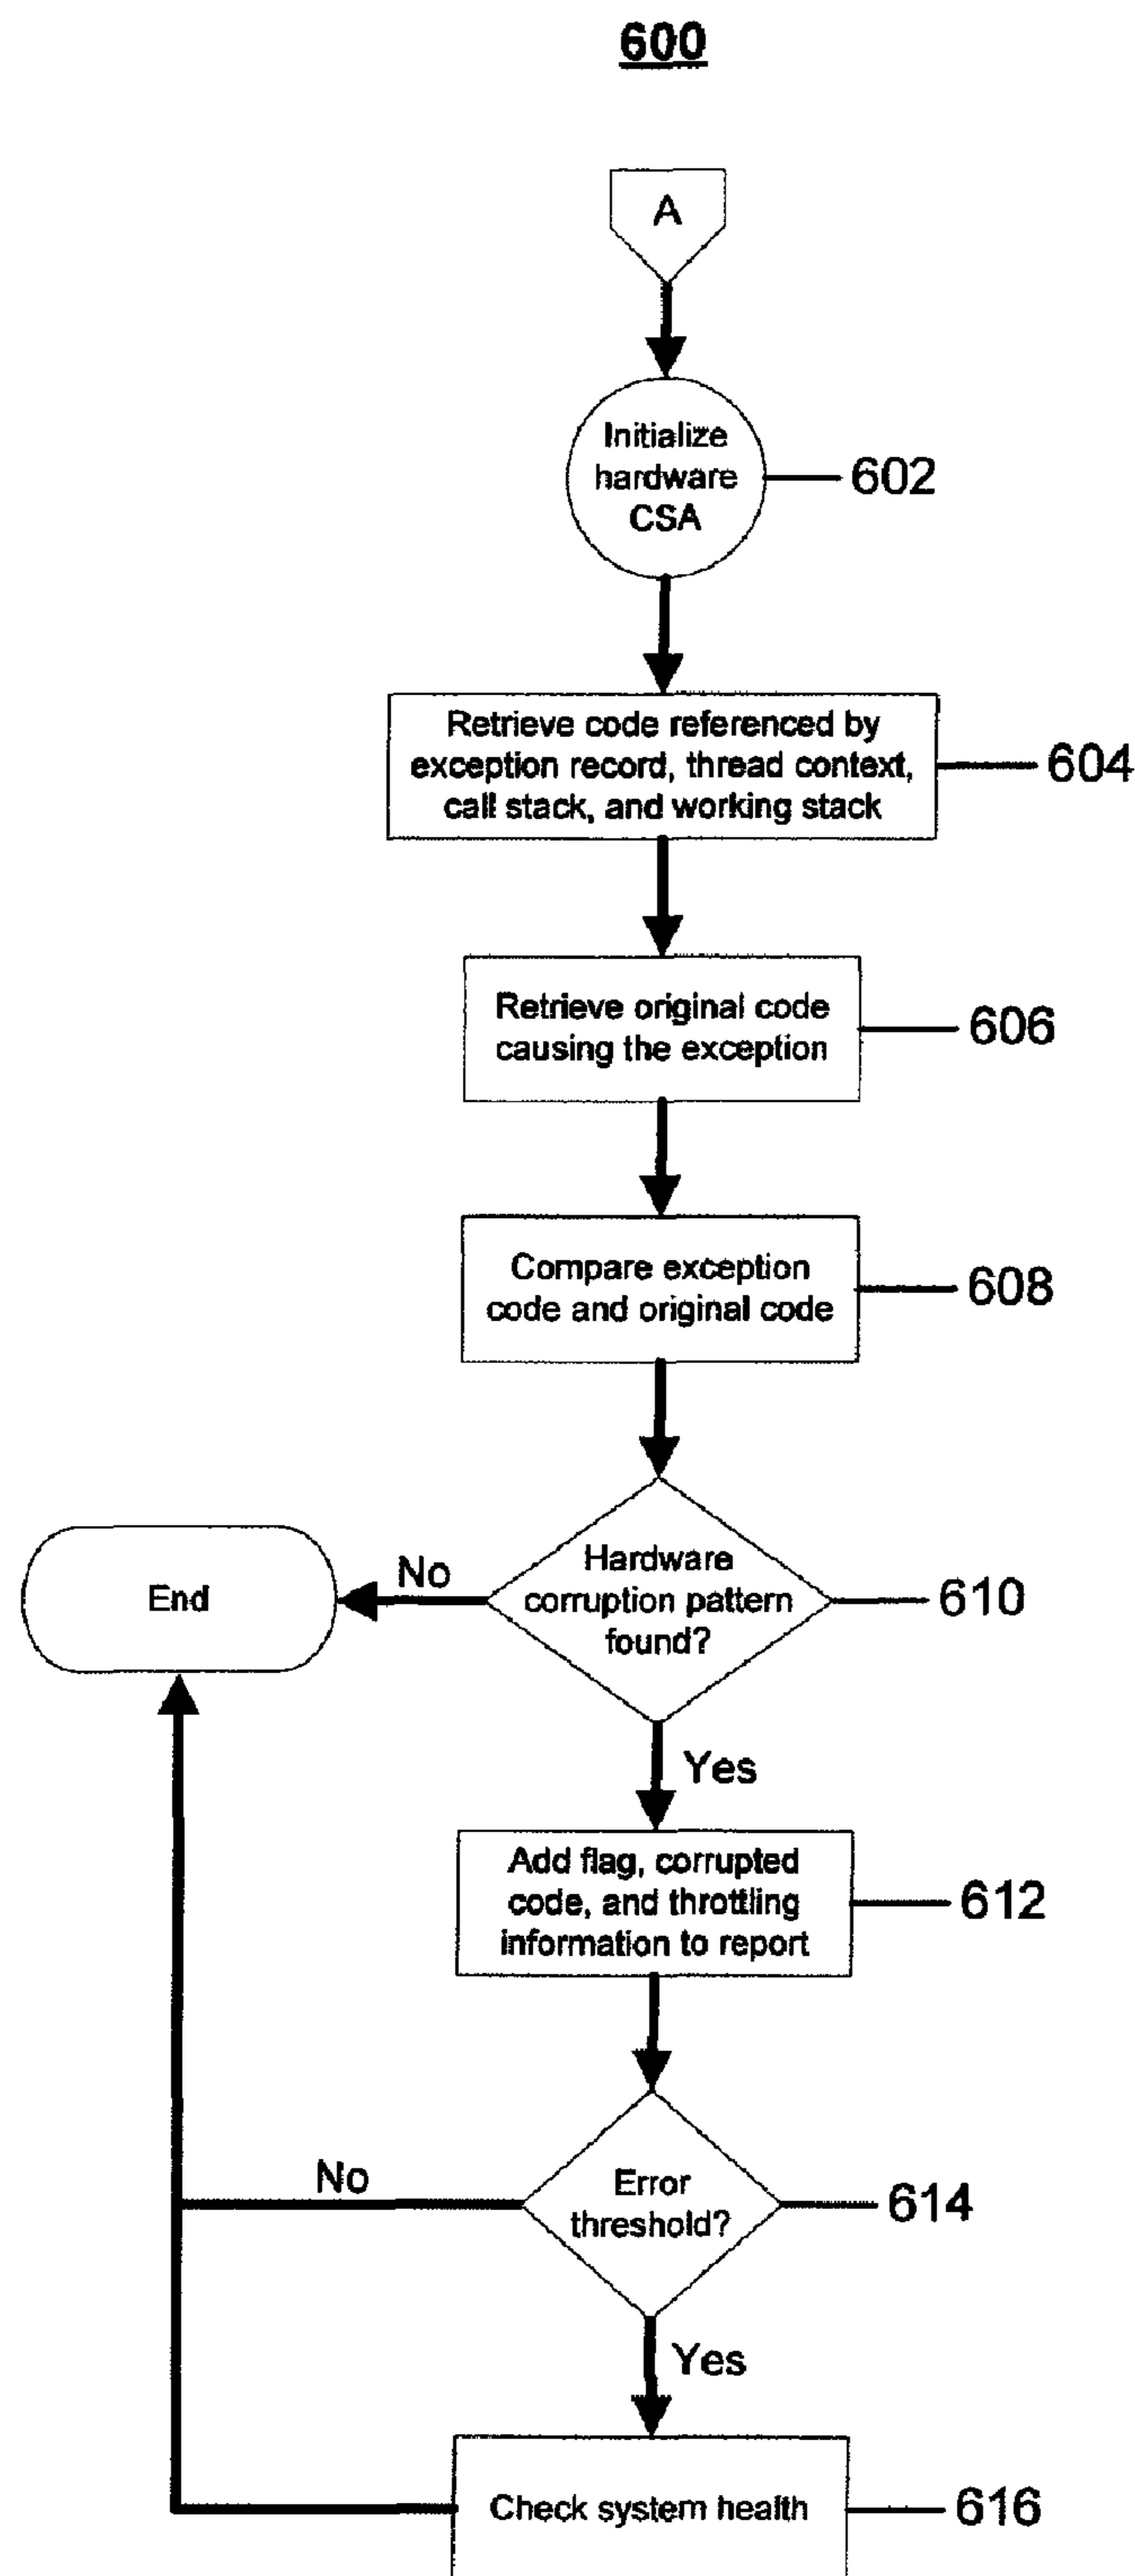 600
A
Initialize
hardware
CSA
602
Retrieve code referenced by
exception record, thread context,
call stack, and working stack
604
Retrieve original code
causing the exception
606
Compare exception
code and original code
608
Hardware
corruption pattern
found?
610
No
End
Yes
Add flag, corrupted
code, and throttling
information to report
612
Error
threshold?
614
No
Yes
Check system health
616